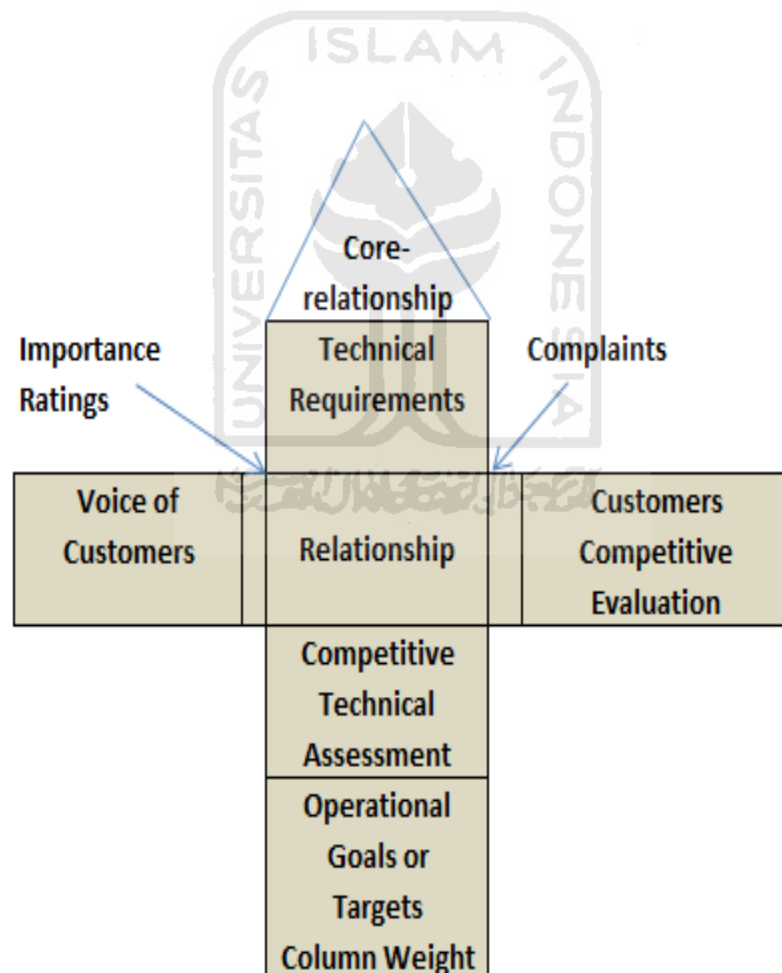 UNIVERSITAS ISLAM INDONESIA
Core-
relationship
Importance
Ratings
Technical
Requirements
Complaints
Voice of
Customers
Relationship
Customers
Competitive
Evaluation
Competitive
Technical
Assessment
Operational
Goals or
Targets
Column Weight